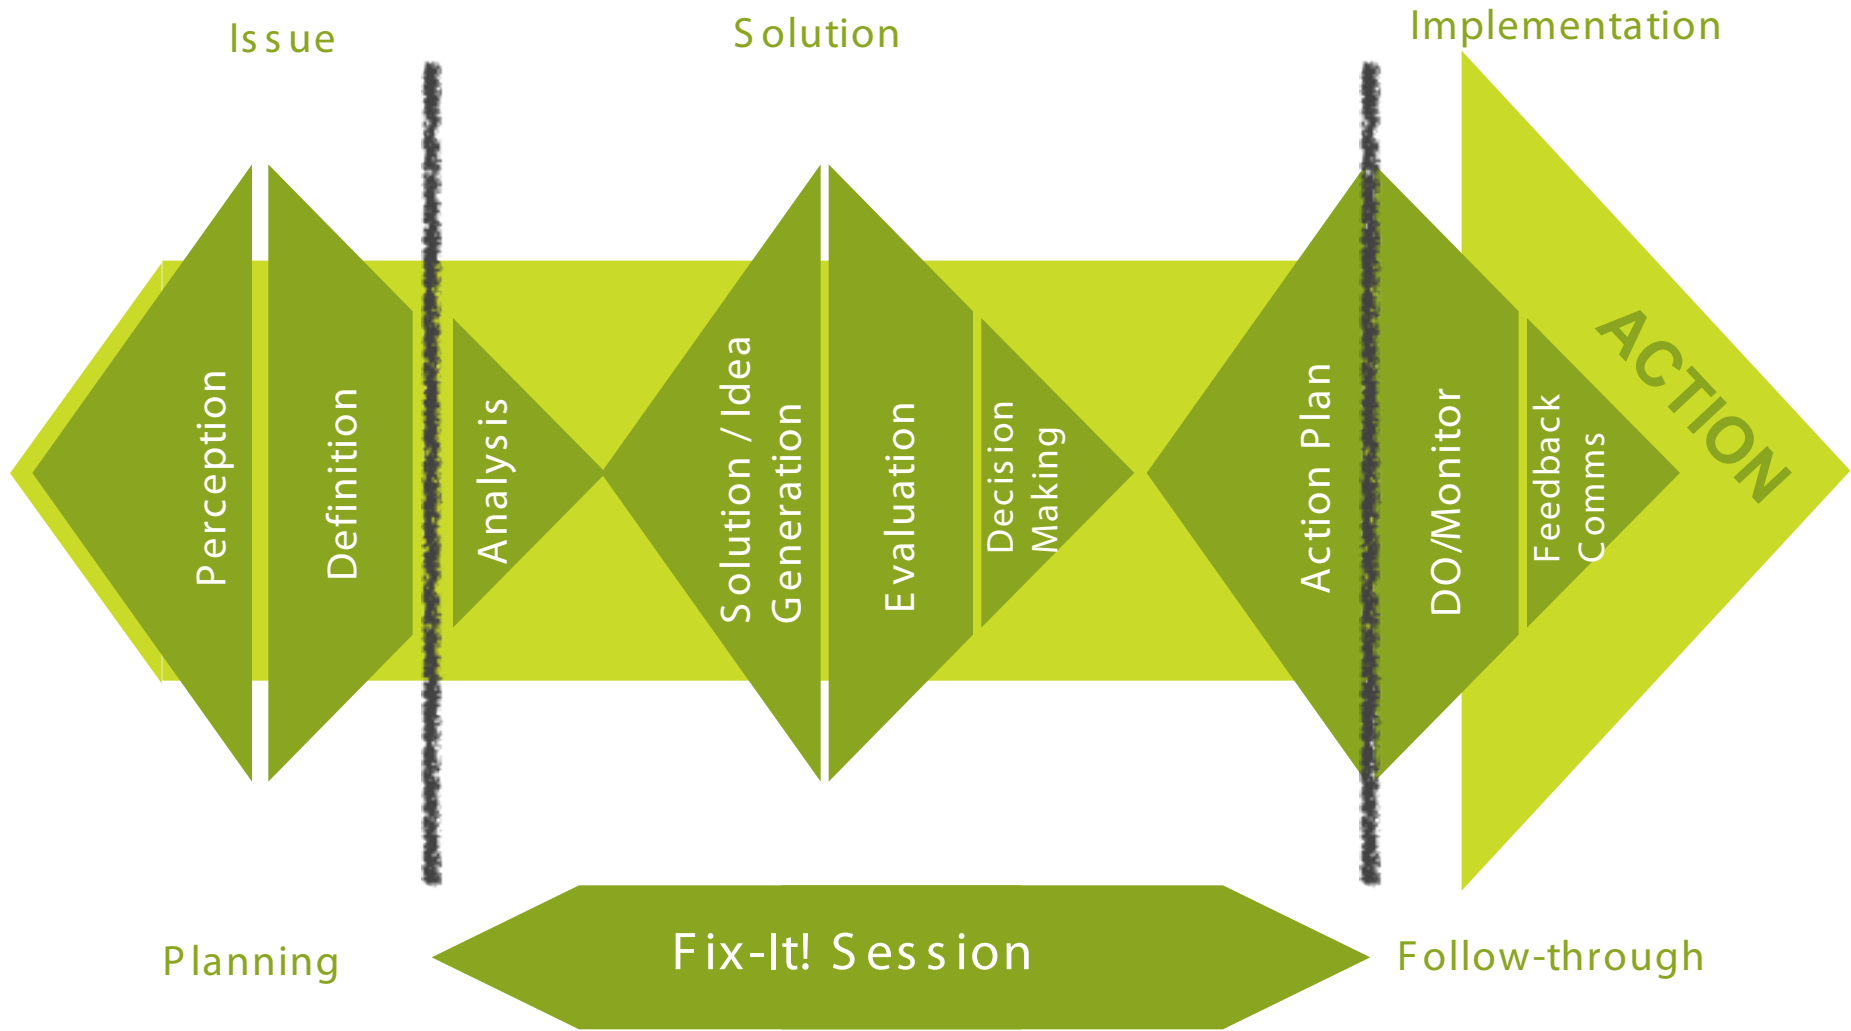 Issue
Solution
Implementation
Perception
Definition
Analysis
Solution / Idea
Generation
Evaluation
Decision
Making
Action Plan
DO/Monitor
Feedback
Comms
ACTION
Planning
Fix-It! Session
Follow-through